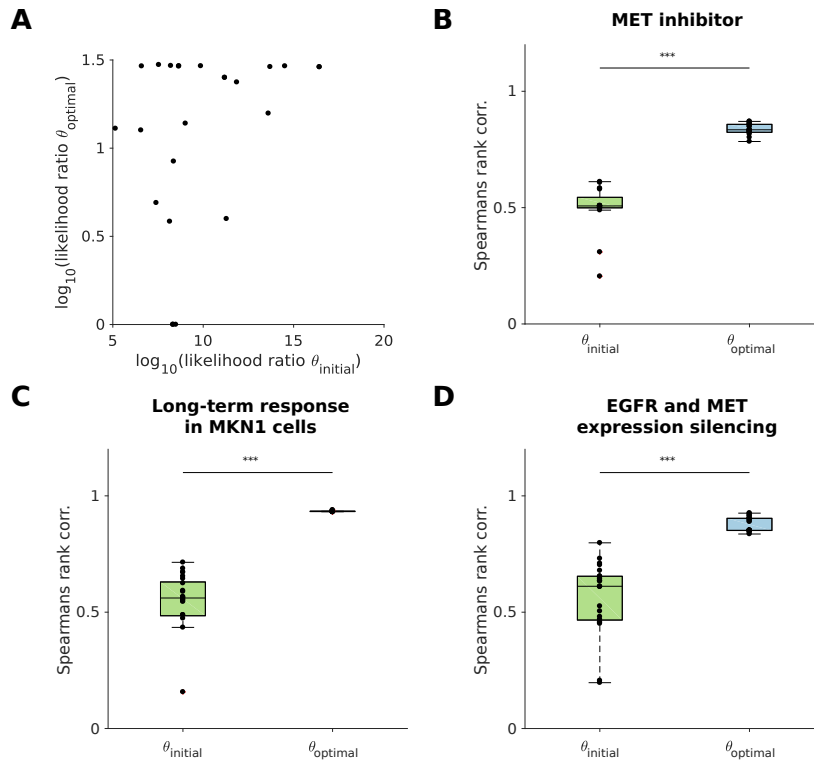 A
log10(likelihood ratio θoptimal)
1.5
1
0.5
0
5
10
15
20
log10(likelihood ratio θinitial)
B
MET inhibitor
***
Spearmans rank corr.
1
0.5
0
θinitial
θoptimal
C
Long-term response
in MKN1 cells
***
Spearmans rank corr.
1
0.5
0
θinitial
θoptimal
D
EGFR and MET
expression silencing
***
Spearmans rank corr.
1
0.5
0
θinitial
θoptimal